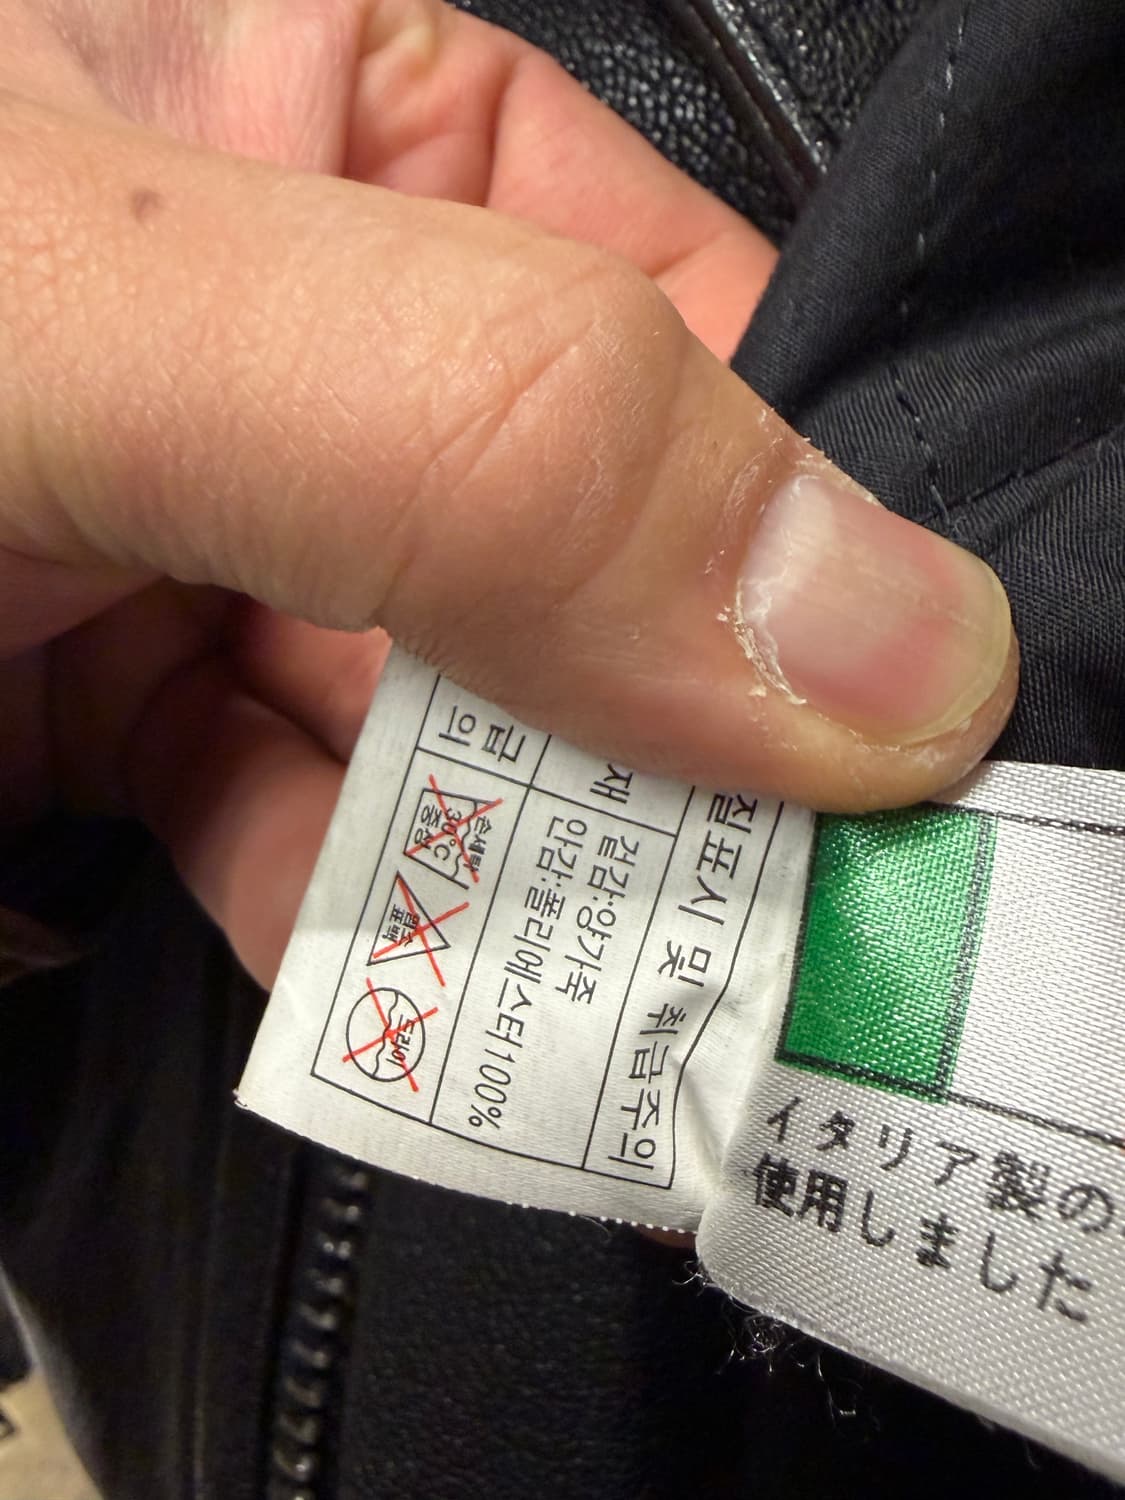 질표시 및 취급주의
재
겉감:양가죽
안감:폴리에스터100%
급
의
손세탁
30℃
중성
염소
표백
드라이
イタリア製の
使用しました